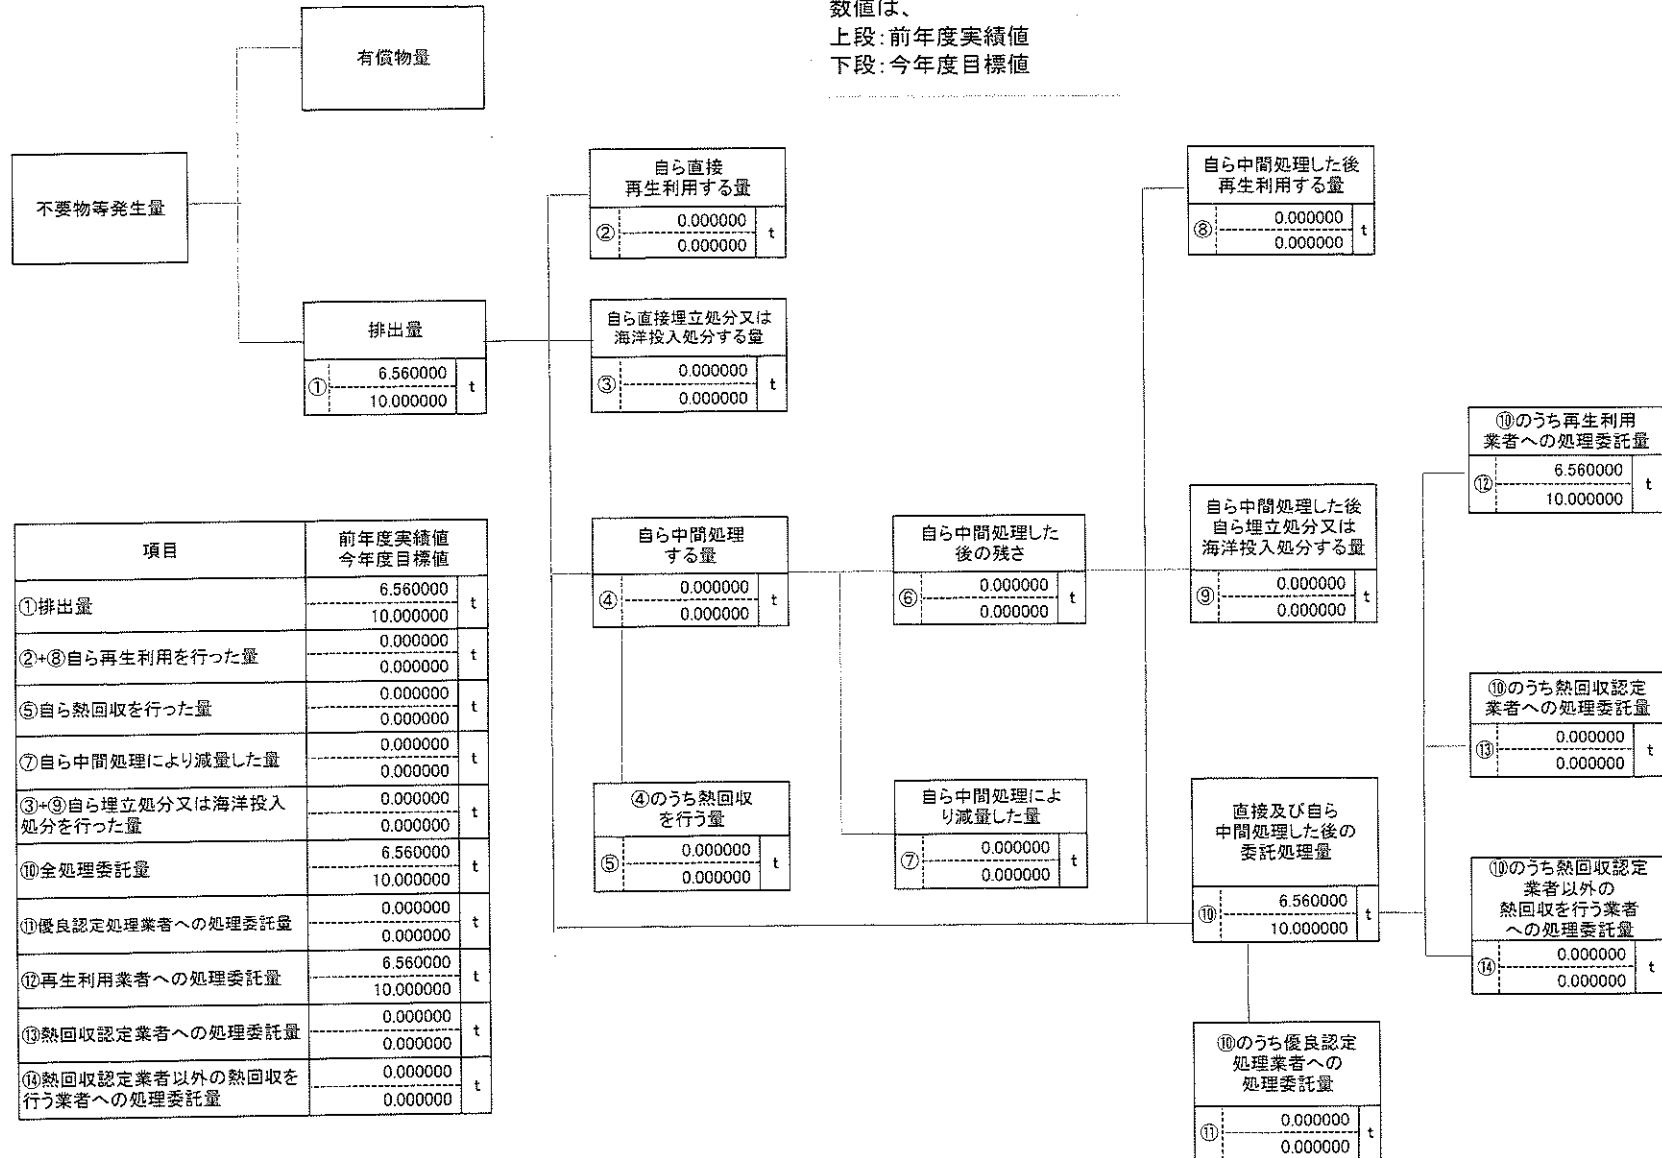 数値は、
上段:前年度実績値
下段:今年度目標値
有償物量
不要物等発生量
排出量
①
6.560000
10.000000
t
自ら直接
再生利用する量
②
0.000000
0.000000
t
自ら直接埋立処分又は
海洋投入処分する量
③
0.000000
0.000000
t
自ら中間処理
する量
④
0.000000
0.000000
t
④のうち熱回収
を行う量
⑤
0.000000
0.000000
t
自ら中間処理した
後の残さ
⑥
0.000000
0.000000
t
自ら中間処理によ
り減量した量
⑦
0.000000
0.000000
t
自ら中間処理した後
再生利用する量
⑧
0.000000
0.000000
t
自ら中間処理した後
自ら埋立処分又は
海洋投入処分する量
⑨
0.000000
0.000000
t
直接及び自ら
中間処理した後の
委託処理量
⑩
6.560000
10.000000
t
⑩のうち優良認定
処理業者への
処理委託量
⑪
0.000000
0.000000
t
⑩のうち再生利用
業者への処理委託量
⑫
6.560000
10.000000
t
⑩のうち熱回収認定
業者への処理委託量
⑬
0.000000
0.000000
t
⑩のうち熱回収認定
業者以外の
熱回収を行う業者
への処理委託量
⑭
0.000000
0.000000
t
項目
前年度実績値
今年度目標値
①排出量
6.560000
10.000000
t
②+⑧自ら再生利用を行った量
0.000000
0.000000
t
⑤自ら熱回収を行った量
0.000000
0.000000
t
⑦自ら中間処理により減量した量
0.000000
0.000000
t
③+⑨自ら埋立処分又は海洋投入
処分を行った量
0.000000
0.000000
t
⑩全処理委託量
6.560000
10.000000
t
⑪優良認定処理業者への処理委託量
0.000000
0.000000
t
⑫再生利用業者への処理委託量
6.560000
10.000000
t
⑬熱回収認定業者への処理委託量
0.000000
0.000000
t
⑭熱回収認定業者以外の熱回収を
行う業者への処理委託量
0.000000
0.000000
t